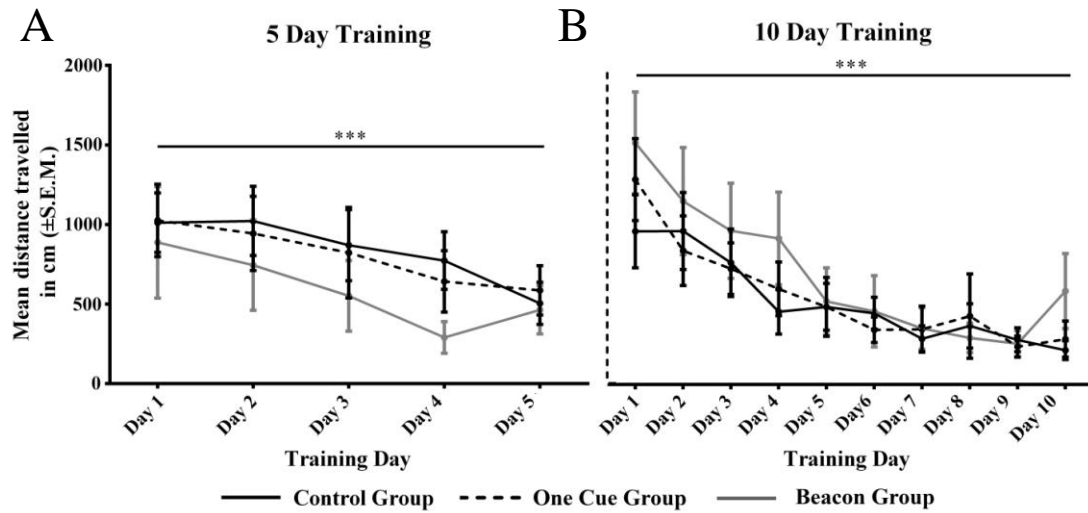 A
5 Day Training
B
10 Day Training
Mean distance travelled
in cm (±S.E.M.)
2000
1500
1000
500
0
***
***
Day 1
Day 2
Day 3
Day 4
Day 5
Training Day
Day 1
Day 2
Day 3
Day 4
Day 5
Day6
Day 7
Day 8
Day 9
Day 10
Training Day
Control Group
One Cue Group
Beacon Group